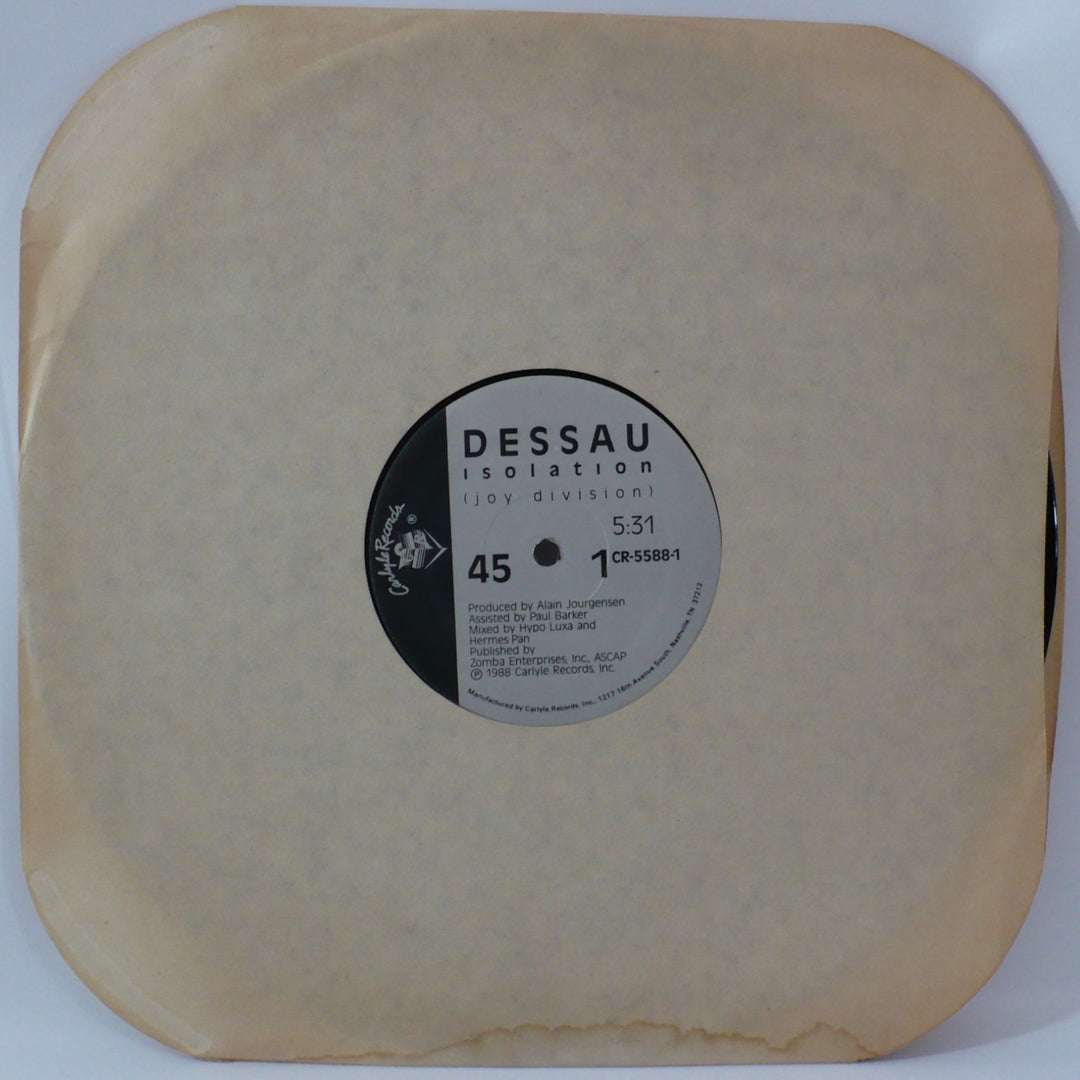 DESSAU
isolation
(joy division)
5:31
45
1 CR-5588-1
Carlyle Records ®
Produced by Alain Jourgensen
Assisted by Paul Barker
Mixed by Hypo Luxa and
Hermes Pan
Published by
Zomba Enterprises, Inc., ASCAP
℗ 1988 Carlyle Records, Inc.
Manufactured by Carlyle Records, Inc., 1217 16th Avenue South, Nashville, TN 37212